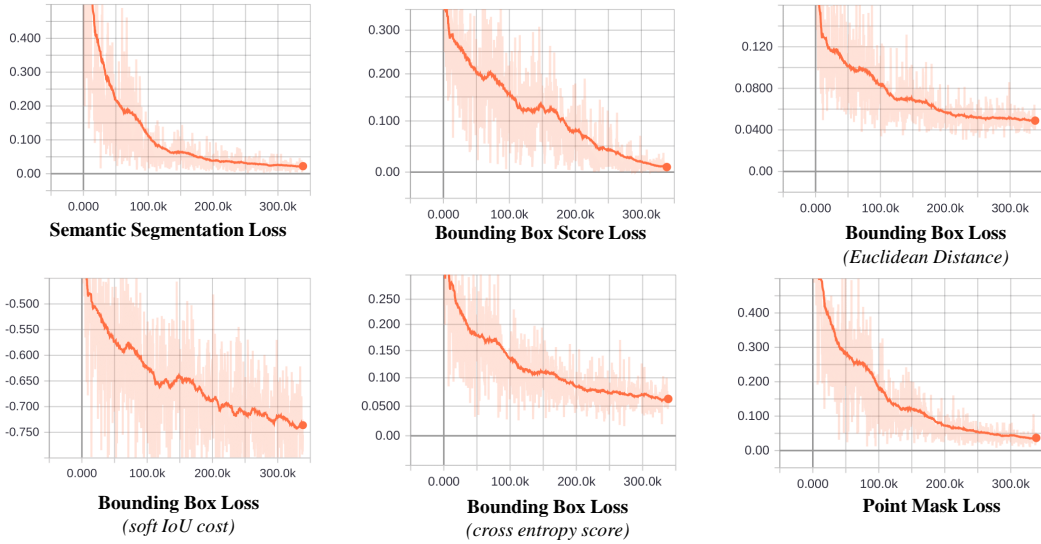 0.400
0.300
0.200
0.100
0.00
0.000 100.0k 200.0k 300.0k
Semantic Segmentation Loss
0.300
0.200
0.100
0.00
0.000 100.0k 200.0k 300.0k
Bounding Box Score Loss
0.120
0.0800
0.0400
0.00
0.000 100.0k 200.0k 300.0k
Bounding Box Loss
(Euclidean Distance)
-0.500
-0.550
-0.600
-0.650
-0.700
-0.750
0.000 100.0k 200.0k 300.0k
Bounding Box Loss
(soft IoU cost)
0.250
0.200
0.150
0.100
0.0500
0.00
0.000 100.0k 200.0k 300.0k
Bounding Box Loss
(cross entropy score)
0.400
0.300
0.200
0.100
0.00
0.000 100.0k 200.0k 300.0k
Point Mask Loss